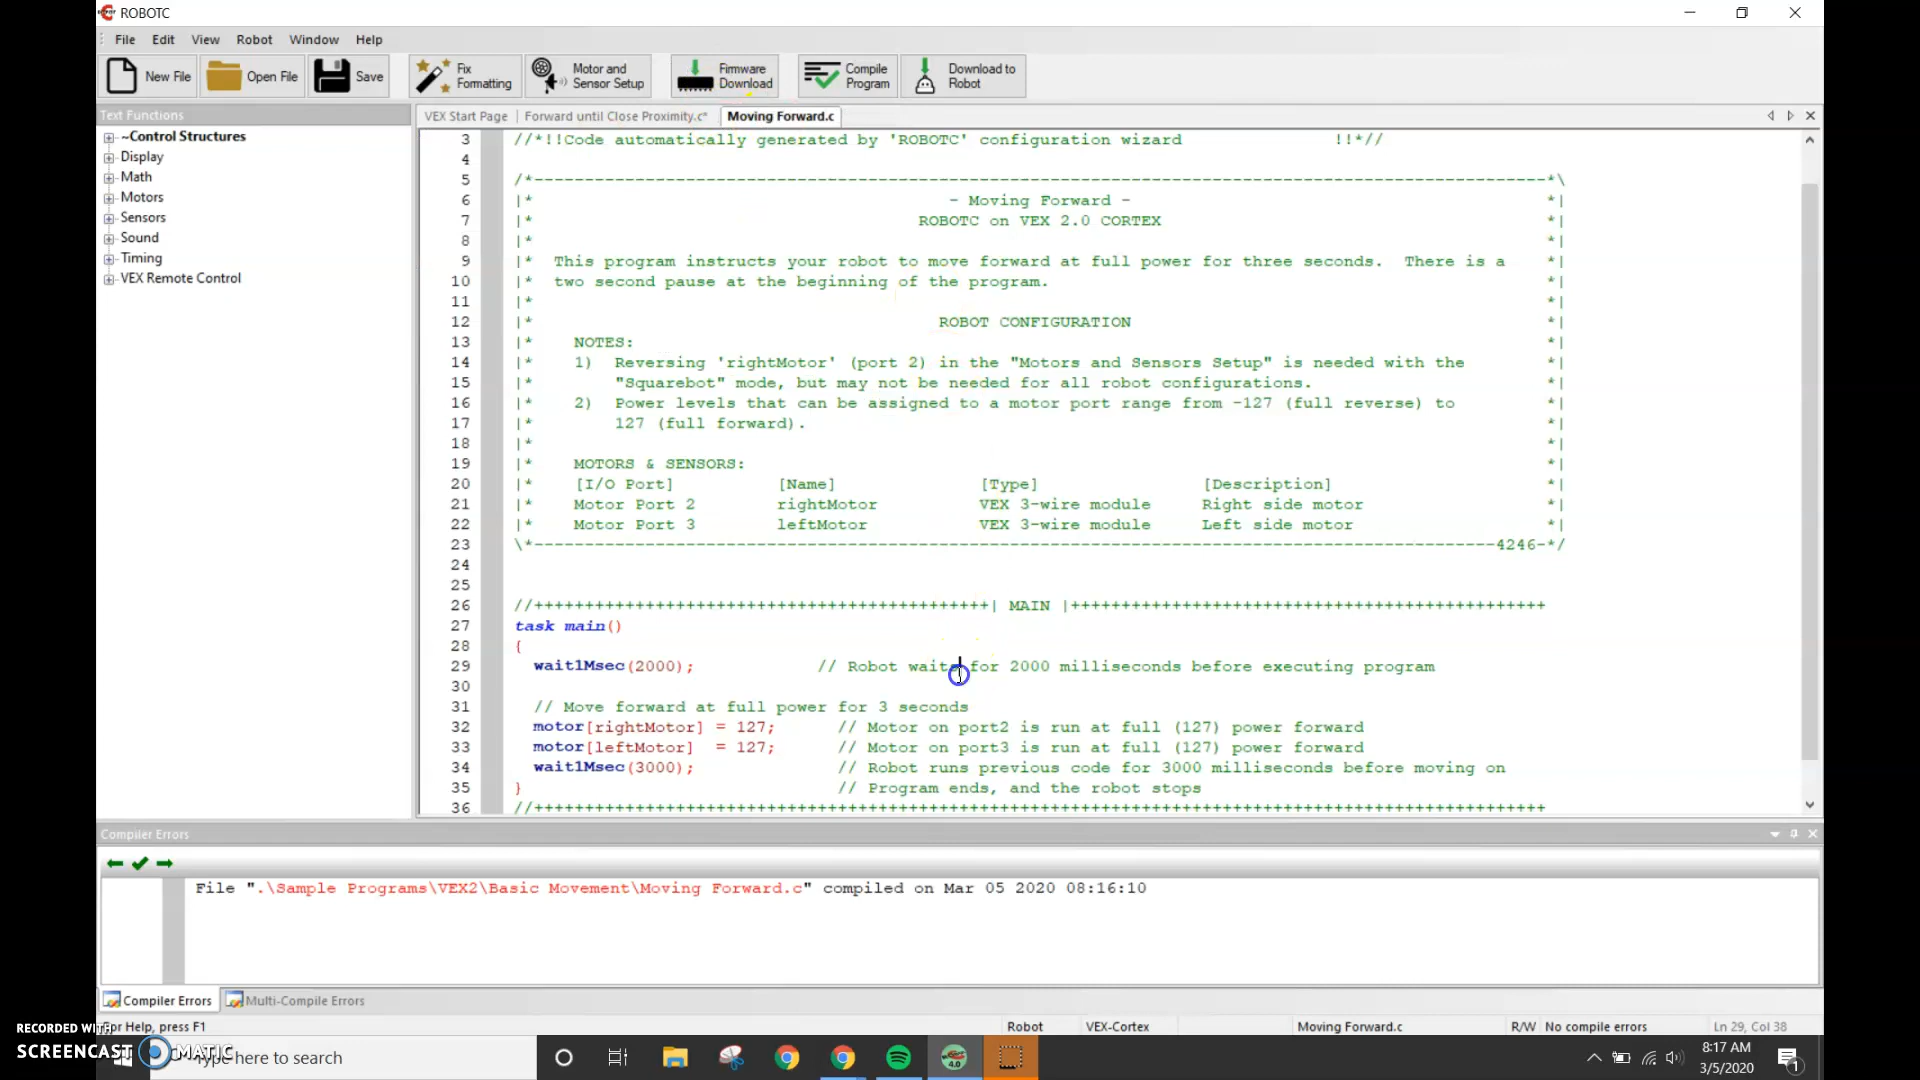 ROBOTC
File Edit View Robot Window Help
New File Open File Save Fix Formatting Motor and Sensor Setup Firmware Download Compile Program Download to Robot
Text Functions
~Control Structures
Display
Math
Motors
Sensors
Sound
Timing
VEX Remote Control
VEX Start Page Forward until Close Proximity.c* Moving Forward.c
3 //*!!Code automatically generated by 'ROBOTC' configuration wizard !!*//
4
5 /*-----------------------------------------------------------------------------------------------*\
6 |* - Moving Forward - *|
7 |* ROBOTC on VEX 2.0 CORTEX *|
8 |* *|
9 |* This program instructs your robot to move forward at full power for three seconds. There is a *|
10 |* two second pause at the beginning of the program. *|
11 |* *|
12 |* ROBOT CONFIGURATION *|
13 |* NOTES: *|
14 |* 1) Reversing 'rightMotor' (port 2) in the "Motors and Sensors Setup" is needed with the *|
15 |* "Squarebot" mode, but may not be needed for all robot configurations. *|
16 |* 2) Power levels that can be assigned to a motor port range from -127 (full reverse) to *|
17 |* 127 (full forward). *|
18 |* *|
19 |* MOTORS & SENSORS: *|
20 |* [I/O Port] [Name] [Type] [Description] *|
21 |* Motor Port 2 rightMotor VEX 3-wire module Right side motor *|
22 |* Motor Port 3 leftMotor VEX 3-wire module Left side motor *|
23 \*-----------------------------------------------------------------------------------------------4246-*/
24
25
26 //+++++++++++++++++++++++++++++++++++++++++++++| MAIN |+++++++++++++++++++++++++++++++++++++++++++++++
27 task main()
28 {
29 wait1Msec(2000); // Robot waits for 2000 milliseconds before executing program
30
31 // Move forward at full power for 3 seconds
32 motor[rightMotor] = 127; // Motor on port2 is run at full (127) power forward
33 motor[leftMotor] = 127; // Motor on port3 is run at full (127) power forward
34 wait1Msec(3000); // Robot runs previous code for 3000 milliseconds before moving on
35 } // Program ends, and the robot stops
36 //++++++++++++++++++++++++++++++++++++++++++++++++++++++++++++++++++++++++++++++++++++++++++++++++++++
Compiler Errors
File ".\Sample Programs\VEX2\Basic Movement\Moving Forward.c" compiled on Mar 05 2020 08:16:10
Compiler Errors Multi-Compile Errors
For Help, press F1 Robot VEX-Cortex Moving Forward.c R/W No compile errors Ln 29, Col 38
RECORDED WITH
SCREENCAST MATIC
Type here to search
4.0
8:17 AM
3/5/2020
1